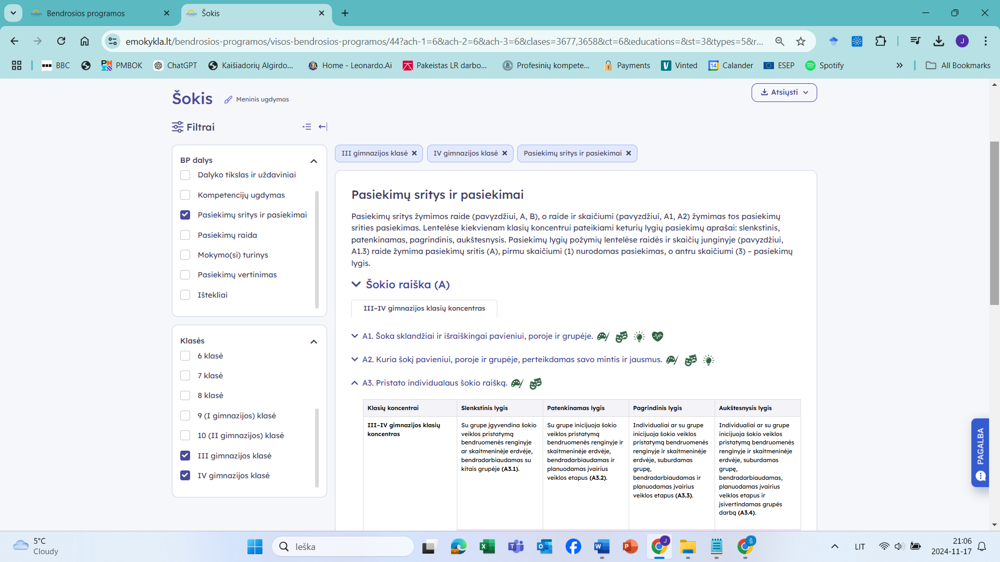 Bendrosios programos
Šokis
emokykla.lt/bendrosios-programos/visos-bendrosios-programos/44?ach-1=6&ach-2=6&ach-3=6&clases=3677,3658&ct=6&educations=&st=3&types=5&r...
J
BBC
PMBOK
ChatGPT
Kaišiadorių Algirdo...
Home - Leonardo.Ai
Pakeistas LR darbo...
Profesinių kompete...
Payments
Vinted
14 Calander
ESEP
Spotify
All Bookmarks
Šokis
Meninis ugdymas
Atsiųsti
Filtrai
BP dalys
Dalyko tikslas ir uždaviniai
Kompetencijų ugdymas
Pasiekimų sritys ir pasiekimai
Pasiekimų raida
Mokymo(si) turinys
Pasiekimų vertinimas
Ištekliai
Klasės
6 klasė
7 klasė
8 klasė
9 (I gimnazijos) klasė
10 (II gimnazijos) klasė
III gimnazijos klasė
IV gimnazijos klasė
III gimnazijos klasė
IV gimnazijos klasė
Pasiekimų sritys ir pasiekimai
Pasiekimų sritys ir pasiekimai
Pasiekimų sritys žymimos raide (pavyzdžiui, A, B), o raide ir skaičiumi (pavyzdžiui, A1, A2) žymimas tos pasiekimų
srities pasiekimas. Lentelėse kiekvienam klasių koncentrui pateikiami keturių lygių pasiekimų aprašai: slenkstinis,
patenkinamas, pagrindinis, aukštesnysis. Pasiekimų lygių požymių lentelėse raidės ir skaičių junginyje (pavyzdžiui,
A1.3) raide žymima pasiekimų sritis (A), pirmu skaičiumi (1) nurodomas pasiekimas, o antru skaičiumi (3) – pasiekimų
lygis.
Šokio raiška (A)
III–IV gimnazijos klasių koncentras
A1. Šoka sklandžiai ir išraiškingai pavieniui, poroje ir grupėje.
A2. Kuria šokį pavieniui, poroje ir grupėje, perteikdamas savo mintis ir jausmus.
A3. Pristato individualaus šokio raišką.
Klasių koncentrai
Slenkstinis lygis
Patenkinamas lygis
Pagrindinis lygis
Aukštesnysis lygis
III–IV gimnazijos klasių
koncentras
Su grupe įgyvendina šokio
veiklos pristatymą
bendruomenės renginyje
ar skaitmeninėje erdvėje,
bendradarbiaudamas su
kitais grupėje (A3.1).
Su grupe inicijuoja šokio
veiklos pristatymą
bendruomenės renginyje ir
skaitmeninėje erdvėje,
bendradarbiaudamas ir
planuodamas įvairius
veiklos etapus (A3.2).
Individualiai ar su grupe
inicijuoja šokio veiklos
pristatymą bendruomenės
renginyje ir skaitmeninėje
erdvėje, suburdamas
grupę,
bendradarbiaudamas ir
planuodamas įvairius
veiklos etapus (A3.3).
Individualiai ar su grupe
inicijuoja šokio veiklos
pristatymą bendruomenės
renginyje ir skaitmeninėje
erdvėje, suburdamas
grupę,
bendradarbiaudamas,
planuodamas įvairius
veiklos etapus ir
įsivertindamas grupės
darbą (A3.4).
PAGALBA
5°C
Cloudy
Ieška
J
Š
LIT
21:06
2024-11-17